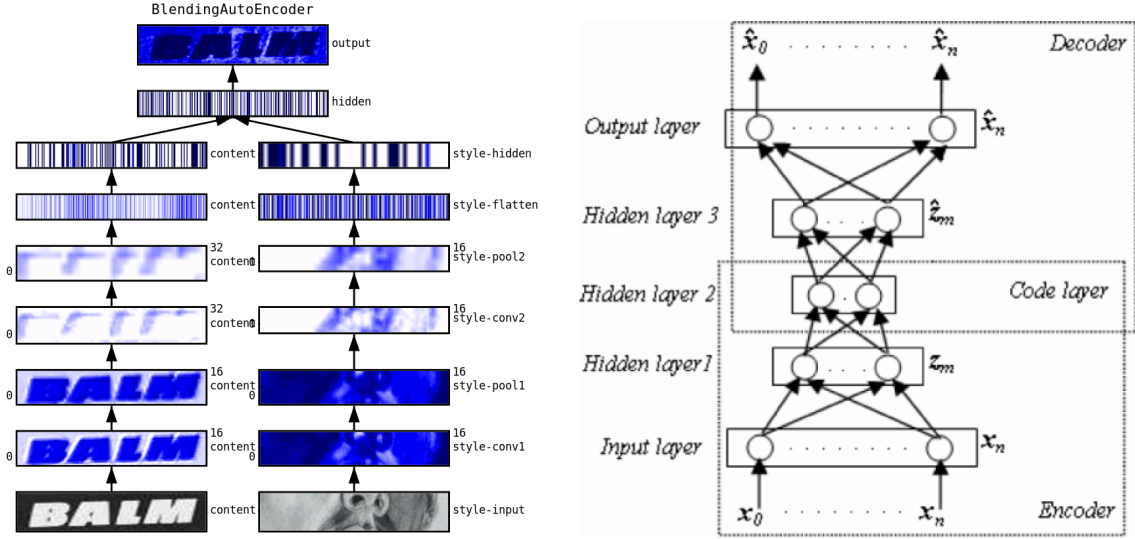 BlendingAutoEncoder
BALM
output
hidden
content
style-hidden
content
style-flatten
32
content
0
16
style-pool2
32
content
0
16
style-conv2
16
content
0
BALM
16
style-pool1
0
16
content
0
BALM
16
style-conv1
0
BALM
content
style-input
x̂0 . . . . . . . . x̂n
Decoder
Output layer
. . . . . . . . .
x̂n
Hidden layer 3
. . . .
ẑm
Hidden layer 2
.
Code layer
Hidden layer1
. . . .
zm
Input layer
. . . . . . . . .
xn
x0 . . . . . . . . . xn
Encoder